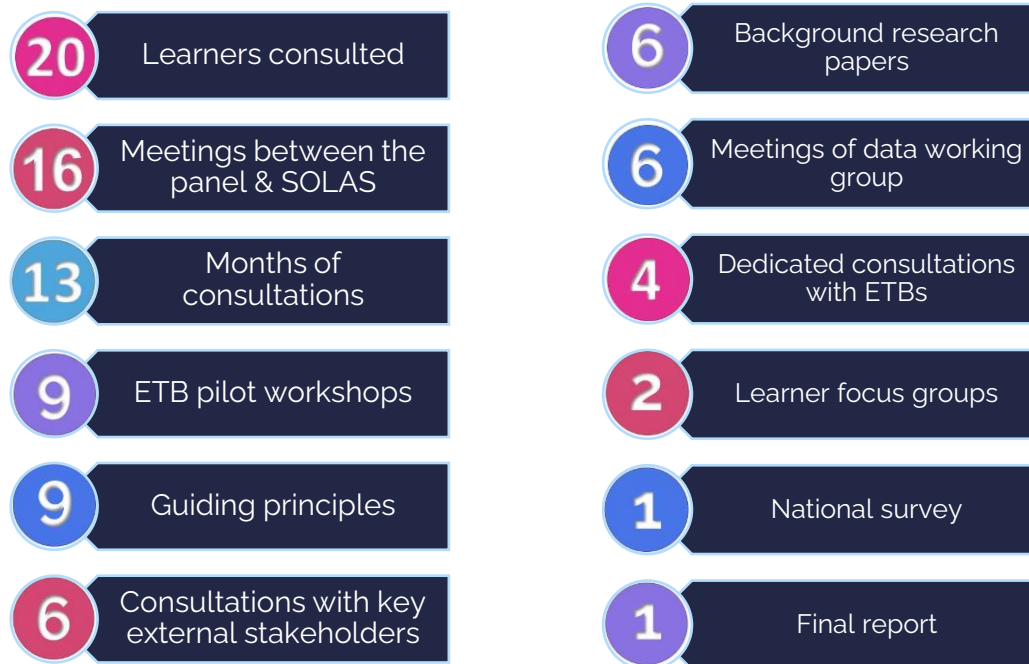 20
Learners consulted
16
Meetings between the
panel & SOLAS
13
Months of
consultations
9
ETB pilot workshops
9
Guiding principles
6
Consultations with key
external stakeholders
6
Background research
papers
6
Meetings of data working
group
4
Dedicated consultations
with ETBs
2
Learner focus groups
1
National survey
1
Final report